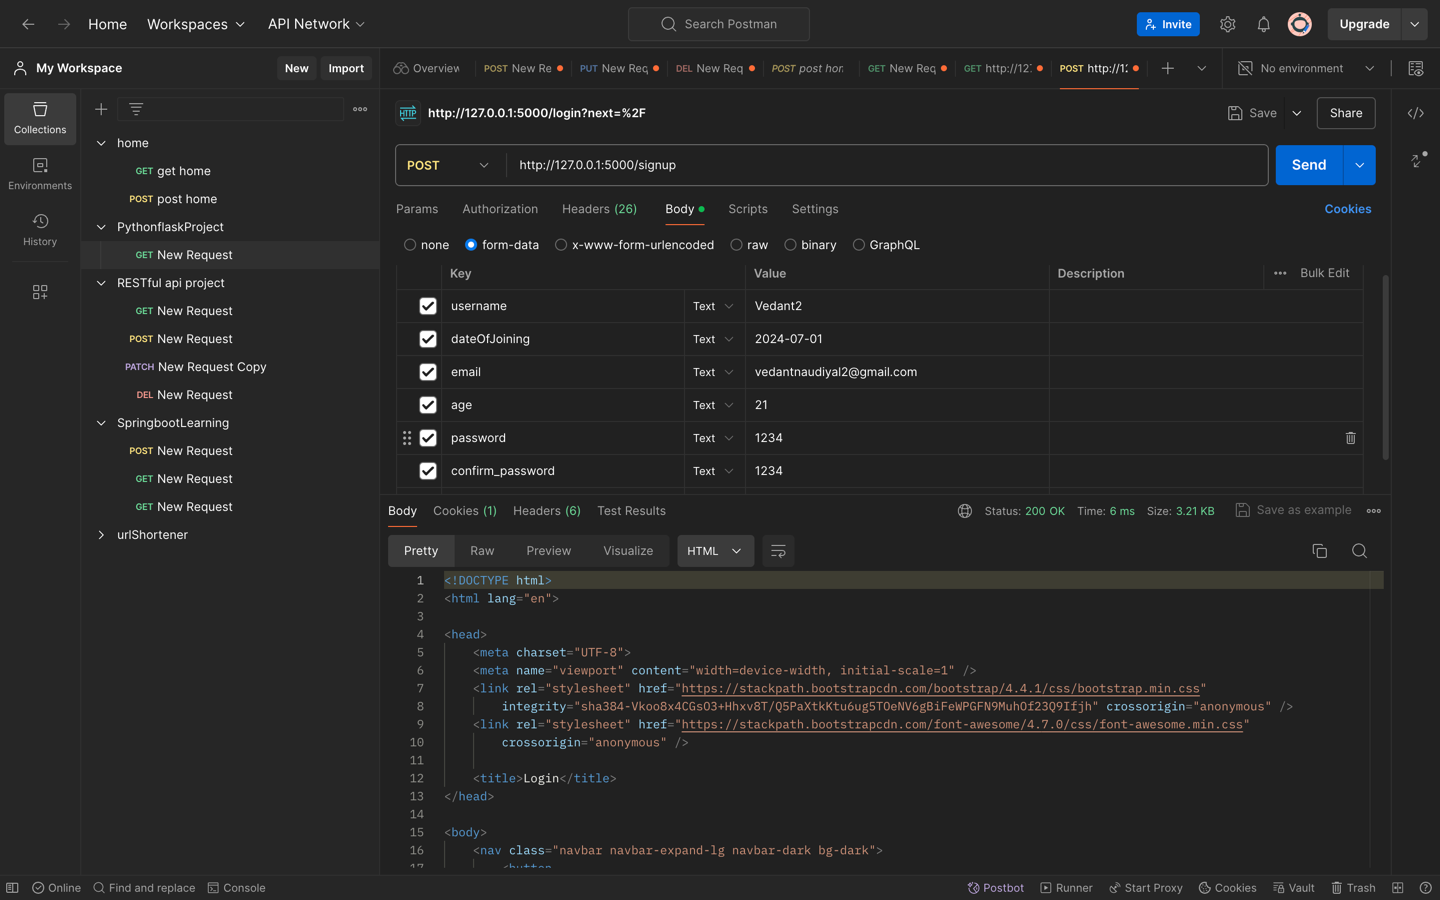 Home Workspaces API Network Search Postman Invite Upgrade
My Workspace New Import Overview POST New Re PUT New Req DEL New Req POST post hor GET New Req GET http://127 POST http://12 No environment
http://127.0.0.1:5000/login?next=%2F Save Share
Collections
Environments
History
home
GET get home
POST post home
PythonflaskProject
GET New Request
RESTful api project
GET New Request
POST New Request
PATCH New Request Copy
DEL New Request
SpringbootLearning
POST New Request
GET New Request
GET New Request
urlShortener
POST http://127.0.0.1:5000/signup Send
Params Authorization Headers (26) Body Scripts Settings Cookies
none form-data x-www-form-urlencoded raw binary GraphQL
Key Value Description Bulk Edit
username Text Vedant2
dateOfJoining Text 2024-07-01
email Text vedantnaudiyal2@gmail.com
age Text 21
password Text 1234
confirm_password Text 1234
Body Cookies (1) Headers (6) Test Results Status: 200 OK Time: 6 ms Size: 3.21 KB Save as example
Pretty Raw Preview Visualize HTML
1 <!DOCTYPE html>
2 <html lang="en">
3
4 <head>
5 <meta charset="UTF-8">
6 <meta name="viewport" content="width=device-width, initial-scale=1" />
7 <link rel="stylesheet" href="https://stackpath.bootstrapcdn.com/bootstrap/4.4.1/css/bootstrap.min.css"
8 integrity="sha384-Vkoo8x4CGsO3+Hhxv8T/Q5PaXtkKtu6ug5TOeNV6gBiFeWPGFN9MuhOf23Q9Ifjh" crossorigin="anonymous" />
9 <link rel="stylesheet" href="https://stackpath.bootstrapcdn.com/font-awesome/4.7.0/css/font-awesome.min.css"
10 crossorigin="anonymous" />
11
12 <title>Login</title>
13 </head>
14
15 <body>
16 <nav class="navbar navbar-expand-lg navbar-dark bg-dark">
17 <button
Online Find and replace Console Postbot Runner Start Proxy Cookies Vault Trash